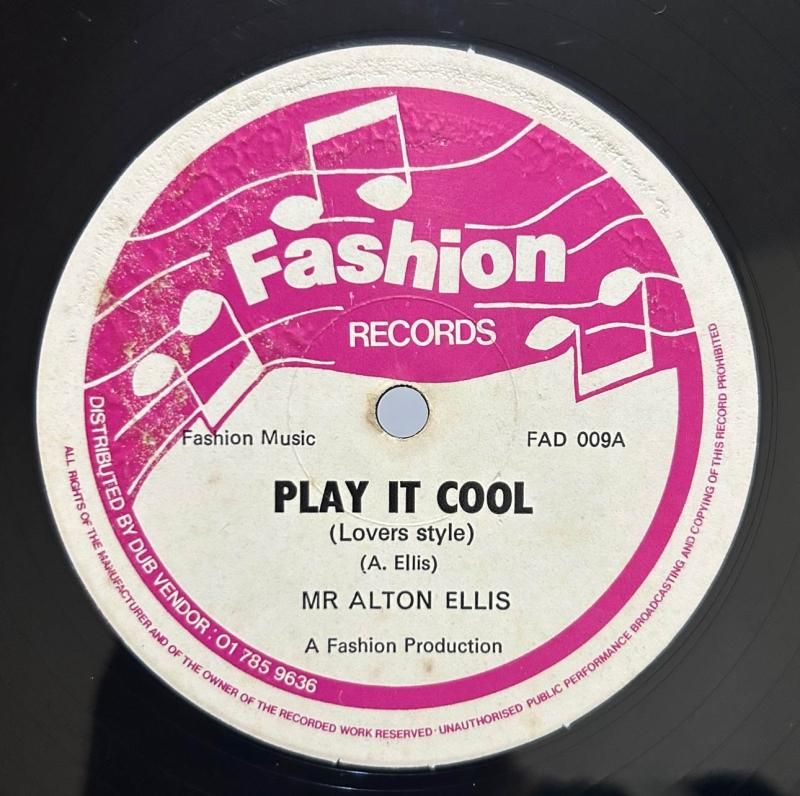 Fashion
RECORDS
Fashion Music
FAD 009A
PLAY IT COOL
(Lovers style)
(A. Ellis)
MR ALTON ELLIS
A Fashion Production
DISTRIBUTED BY DUB VENDOR: 01 785 9636
ALL RIGHTS OF THE MANUFACTURER AND OF THE OWNER OF THE RECORDED WORK RESERVED · UNAUTHORISED PUBLIC PERFORMANCE BROADCASTING AND COPYING OF THIS RECORD PROHIBITED